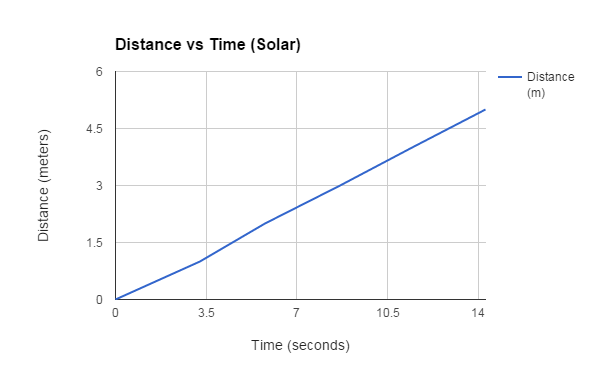 Distance vs Time (Solar)
6
4.5
3
1.5
0
0 3.5 7 10.5 14
Distance (meters)
Time (seconds)
Distance
(m)